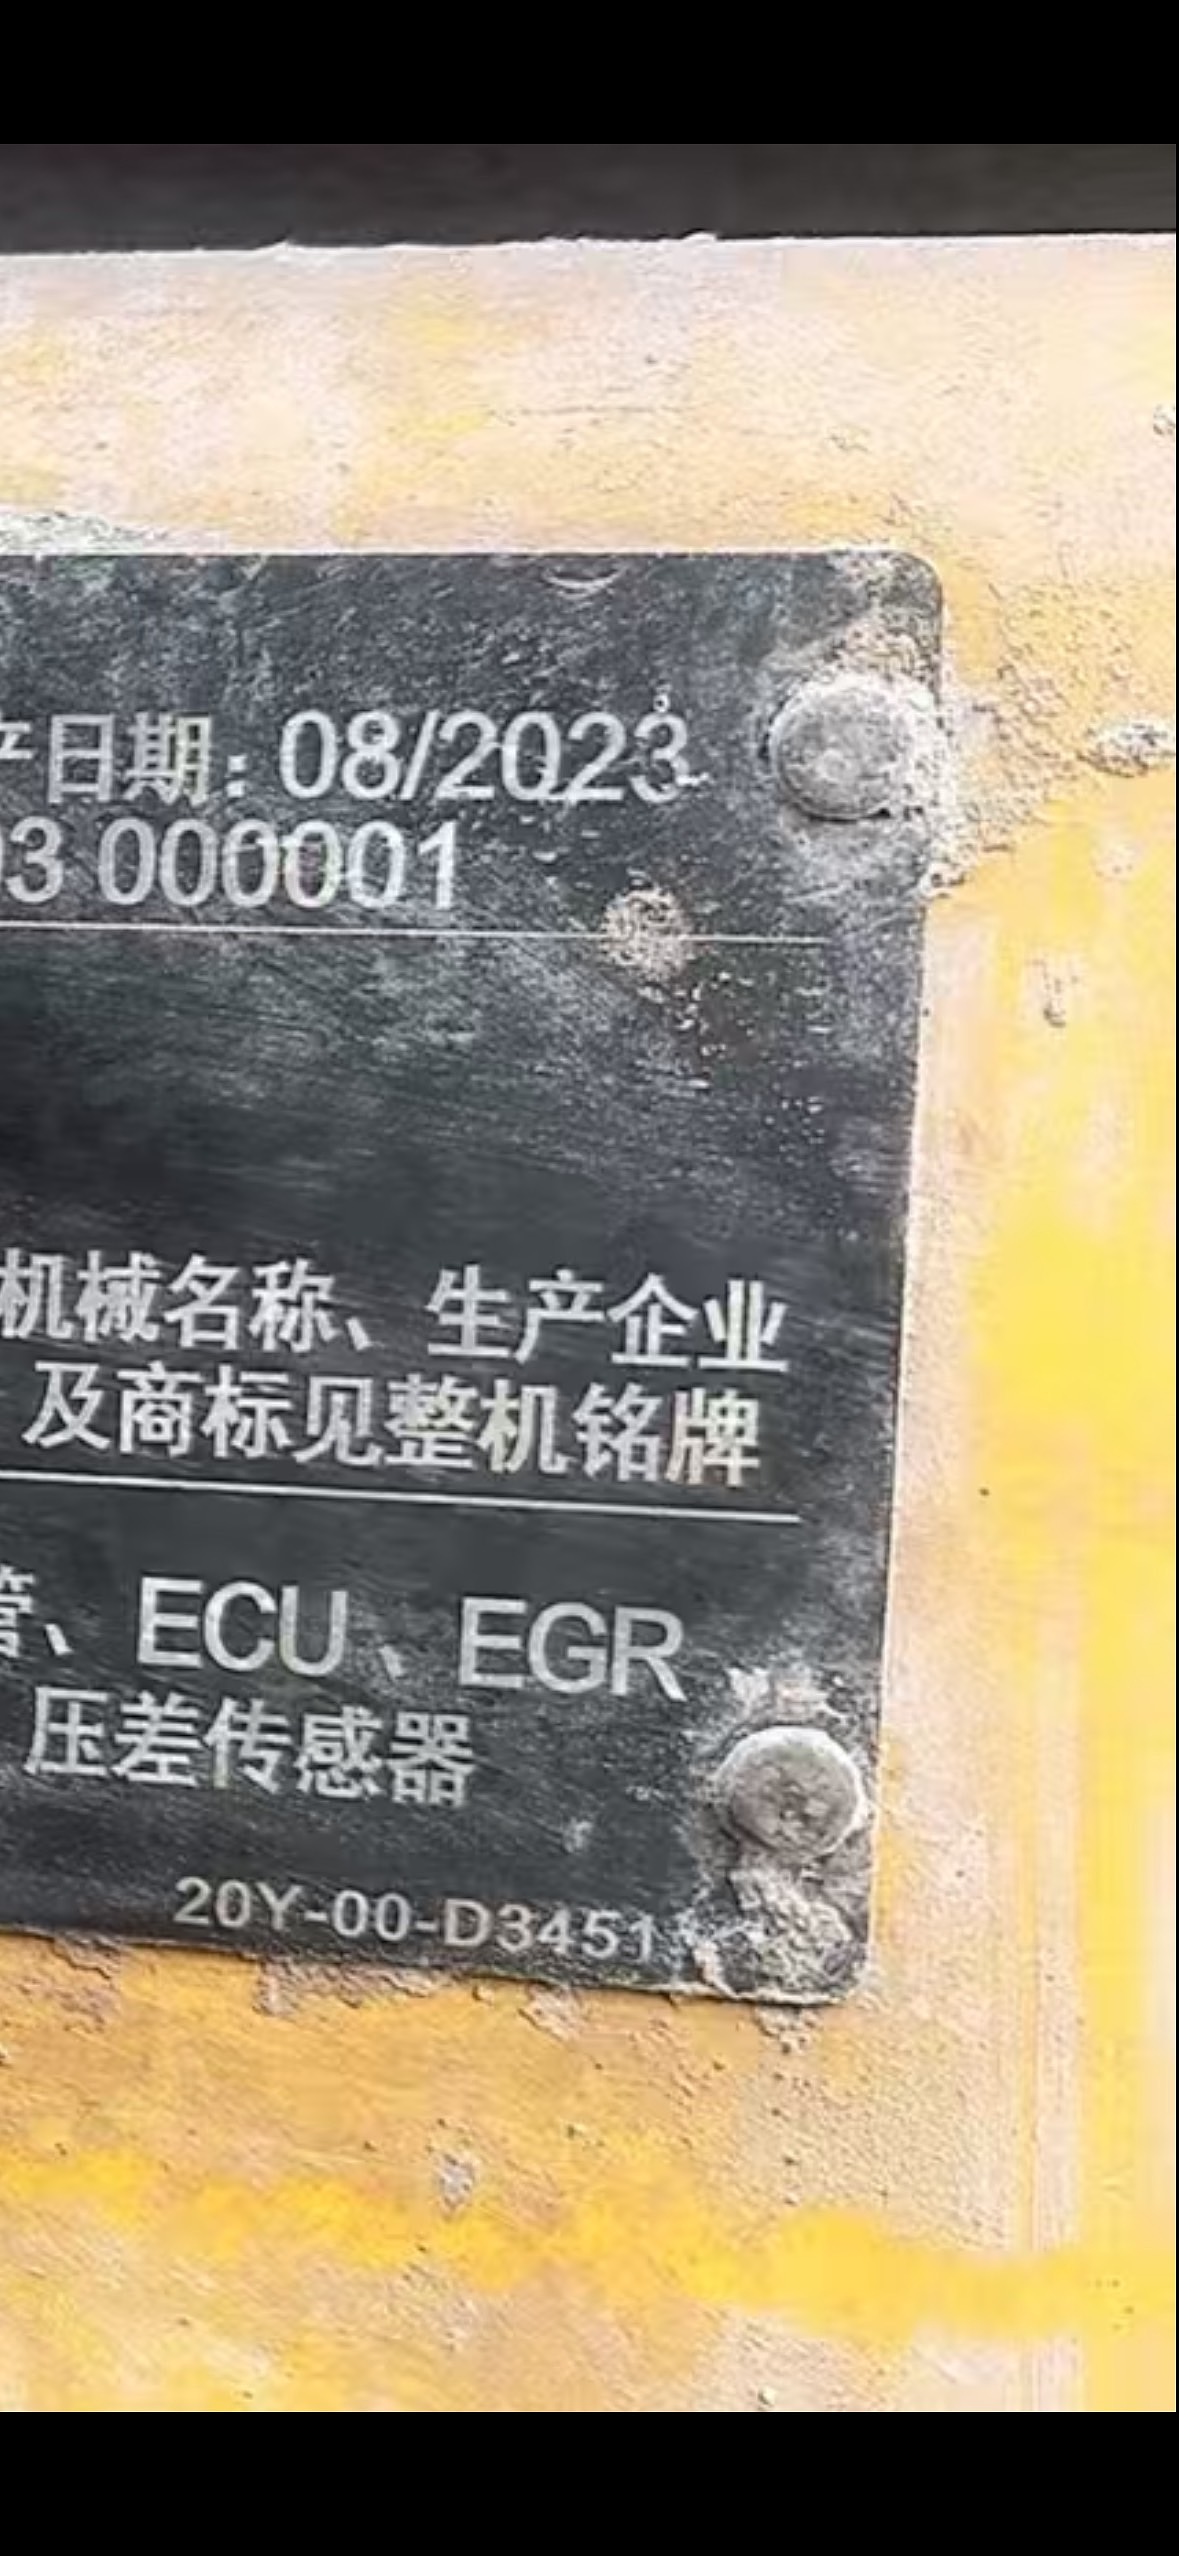 产日期: 08/2023
03 000001
机械名称、生产企业
及商标见整机铭牌
管、ECU、EGR
压差传感器
20Y-00-D3451